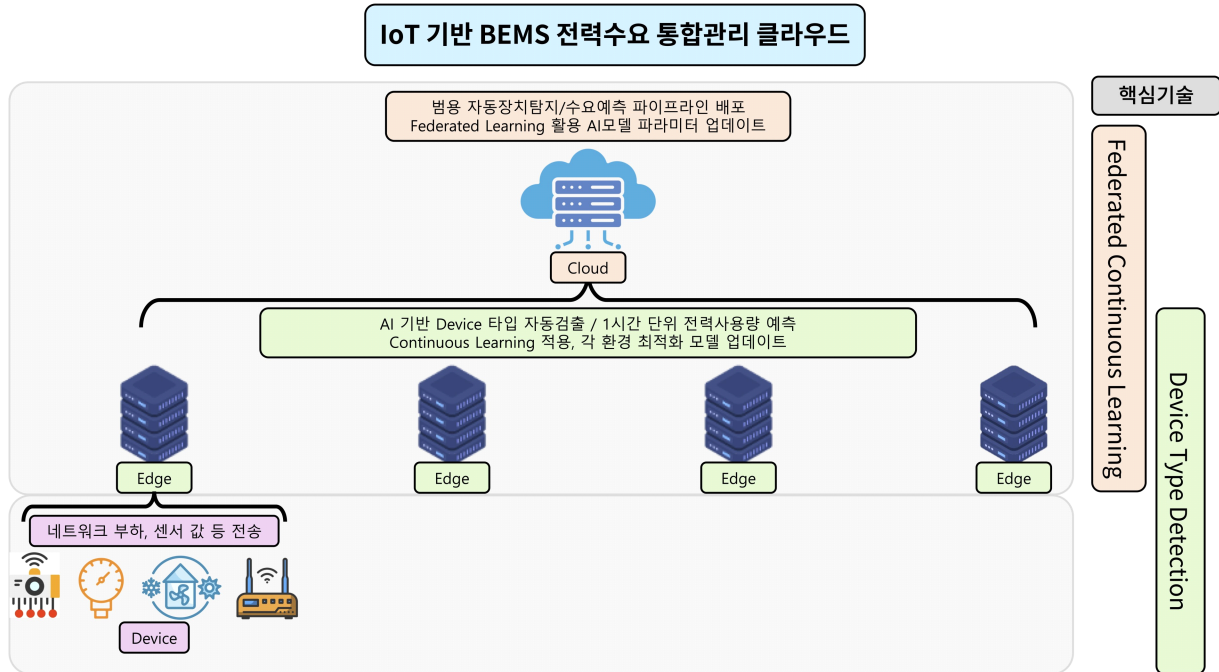 IoT 기반 BEMS 전력수요 통합관리 클라우드
핵심기술
범용 자동장치탐지/수요예측 파이프라인 배포
Federated Learning 활용 AI모델 파라미터 업데이트
Cloud
AI 기반 Device 타입 자동검출 / 1시간 단위 전력사용량 예측
Continuous Learning 적용, 각 환경 최적화 모델 업데이트
Edge
Edge
Edge
Edge
네트워크 부하, 센서 값 등 전송
Device
Federated Continuous Learning
Device Type Detection